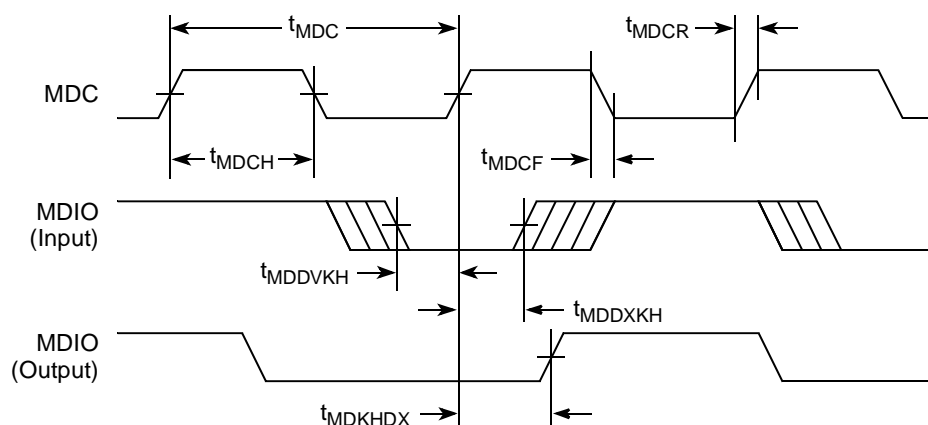 tMDC
tMDCR
MDC
tMDCH
tMDCF
MDIO
(Input)
tMDDVKH
tMDDXKH
MDIO
(Output)
tMDKHDX